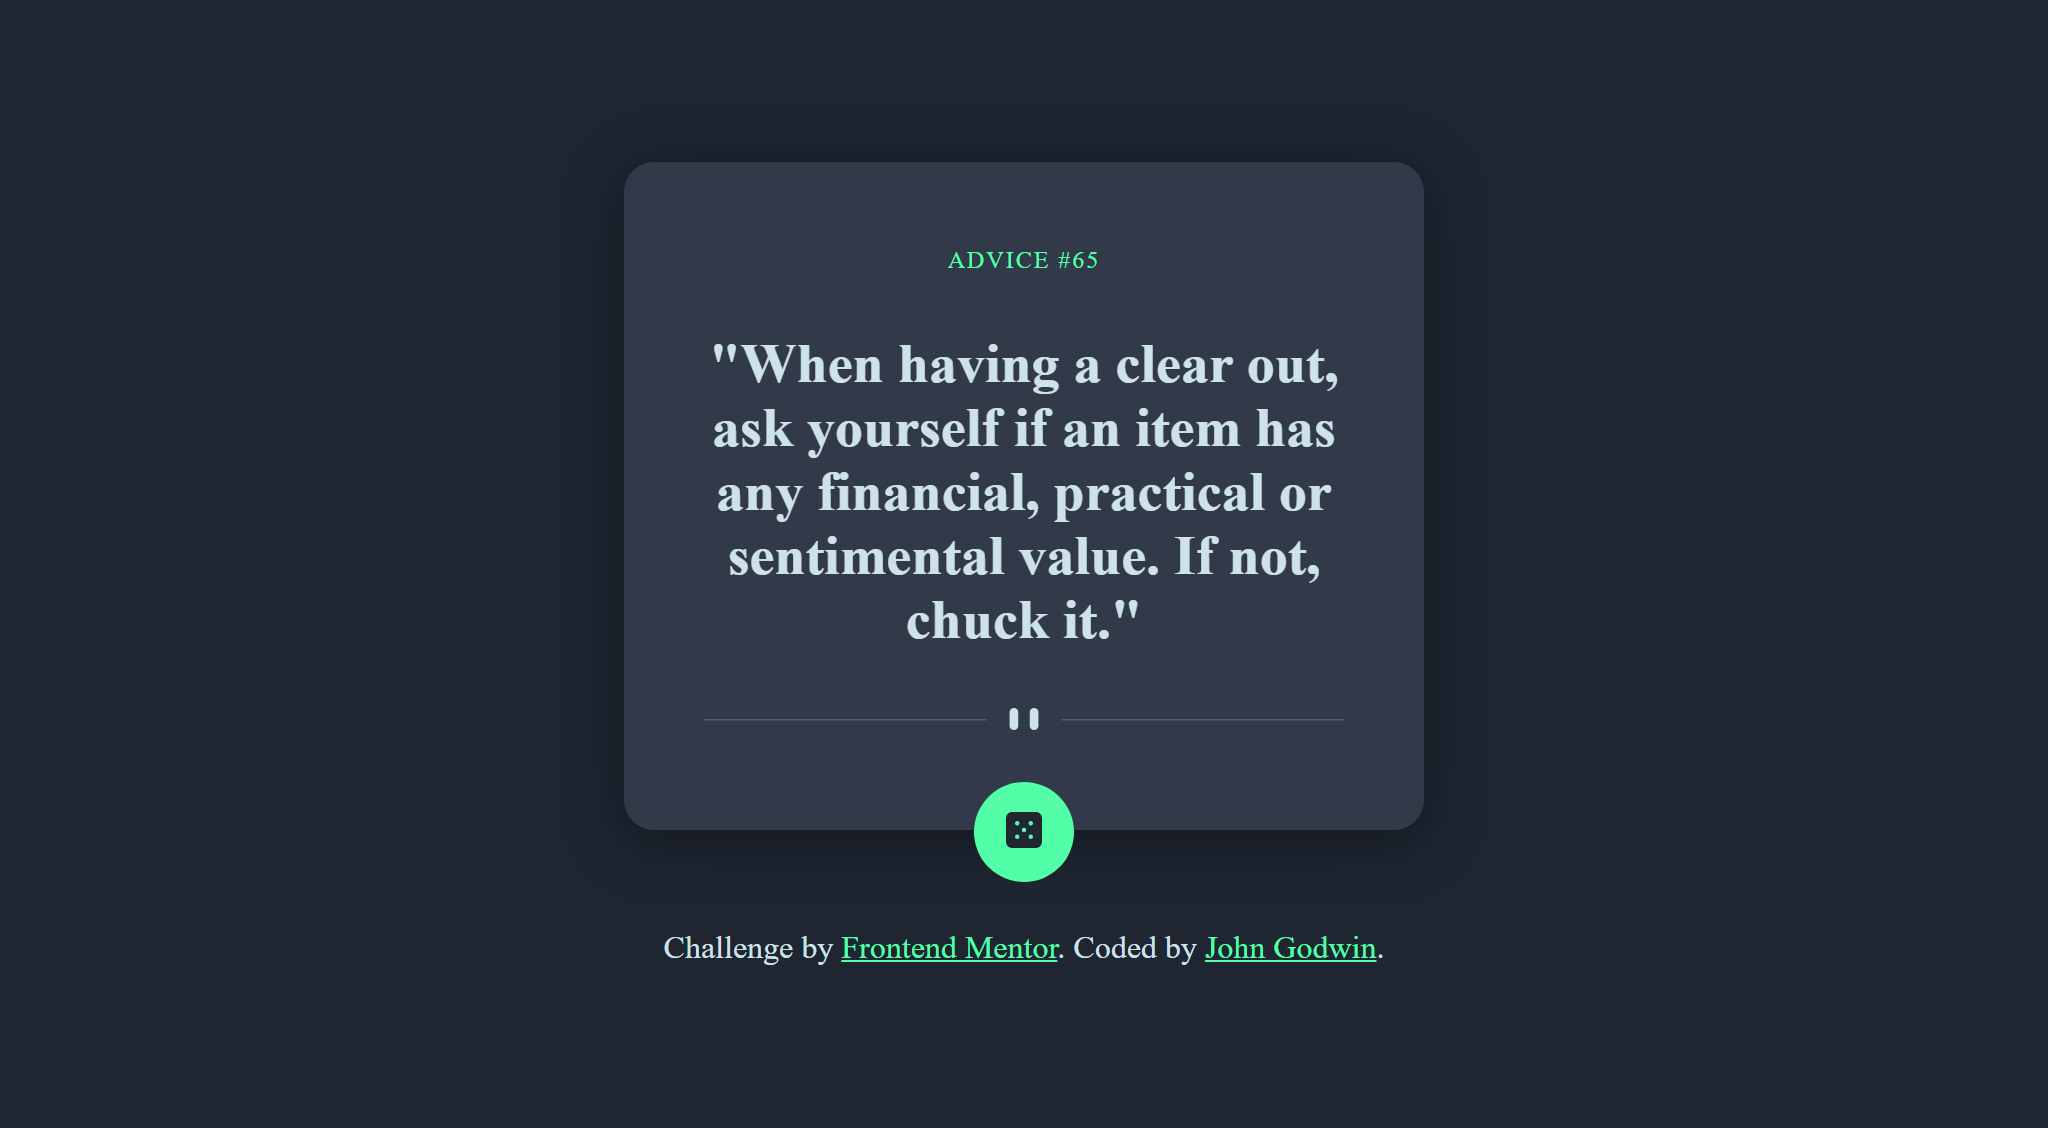 ADVICE #65
"When having a clear out,
ask yourself if an item has
any financial, practical or
sentimental value. If not,
chuck it."
Challenge by Frontend Mentor. Coded by John Godwin.